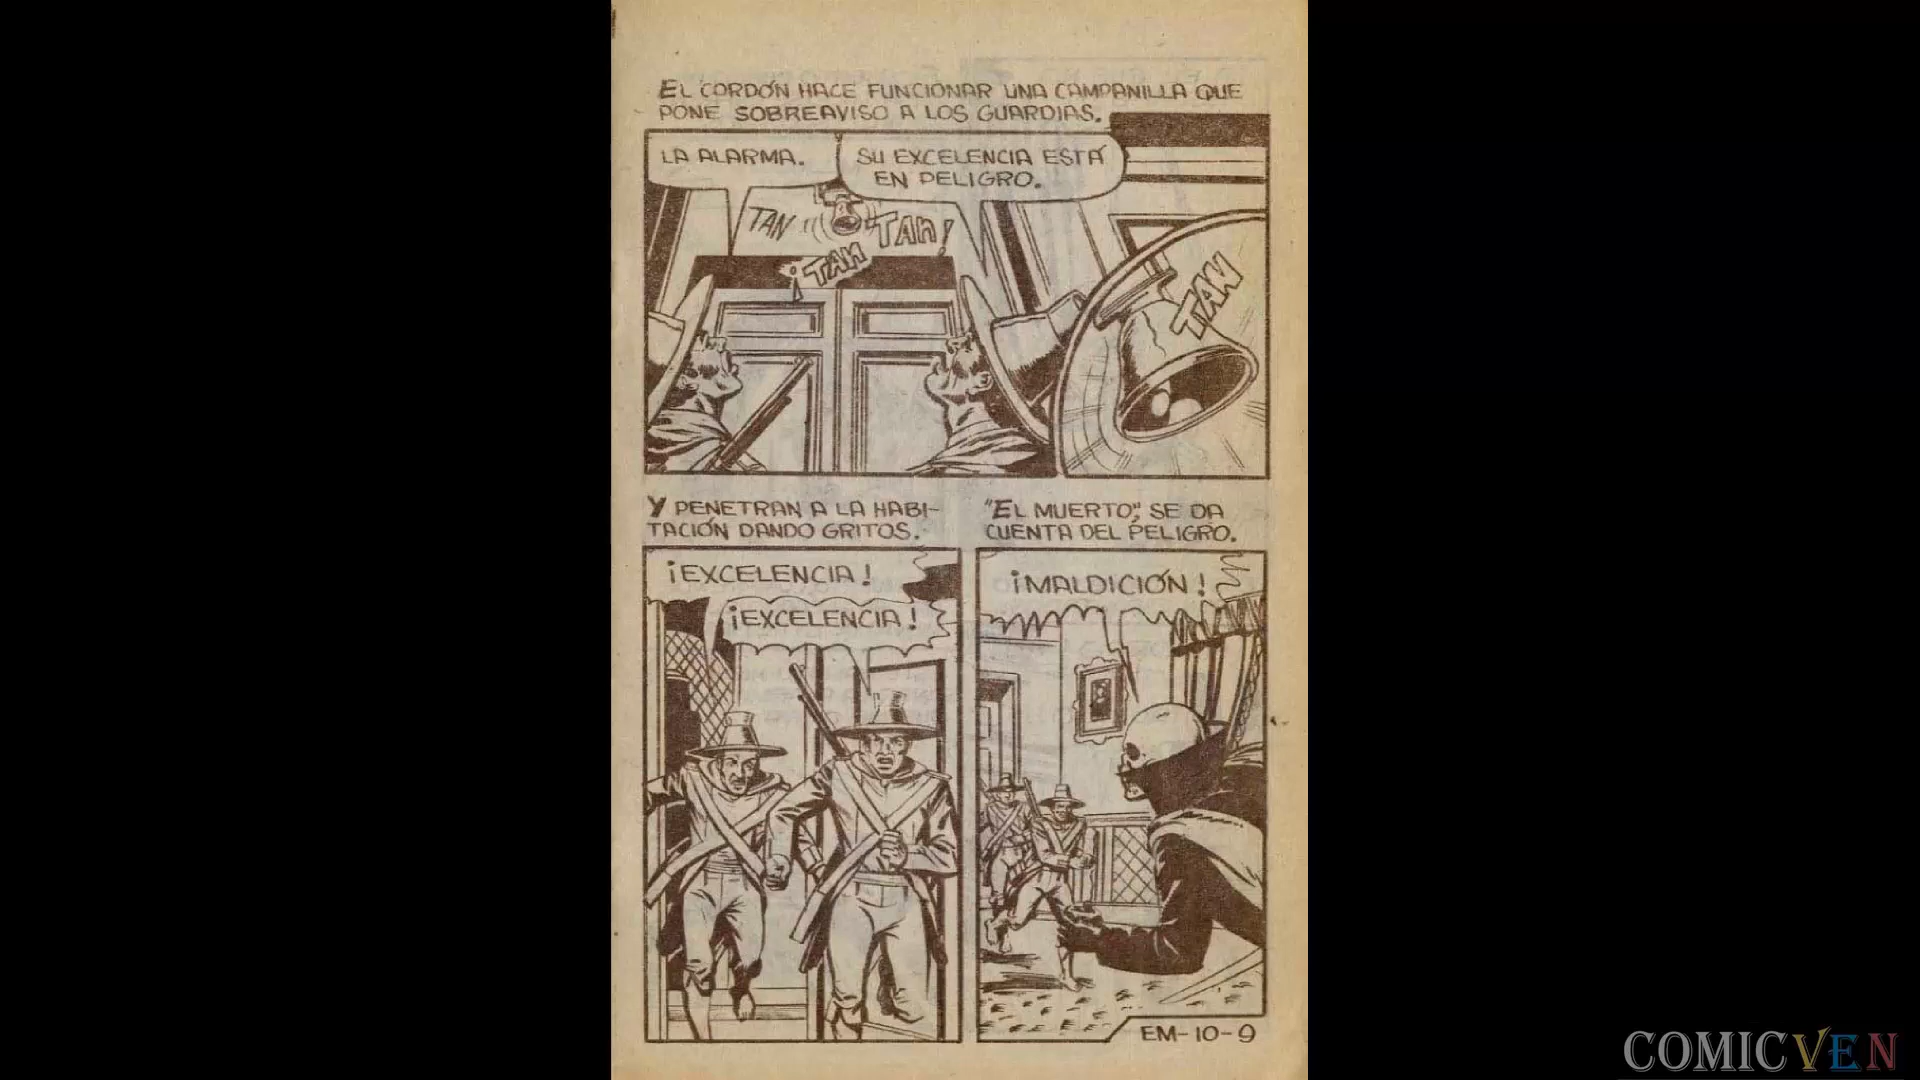 EL CORDÓN HACE FUNCIONAR UNA CAMPANILLA QUE
PONE SOBREAVISO A LOS GUARDIAS.
LA ALARMA.
SU EXCELENCIA ESTÁ
EN PELIGRO.
TAN
TAN!
TAN
TAN
Y PENETRAN A LA HABI-
TACIÓN DANDO GRITOS.
¡EXCELENCIA!
¡EXCELENCIA!
"EL MUERTO", SE DA
CUENTA DEL PELIGRO.
¡MALDICIÓN!
EM-10-9
COMICVEN